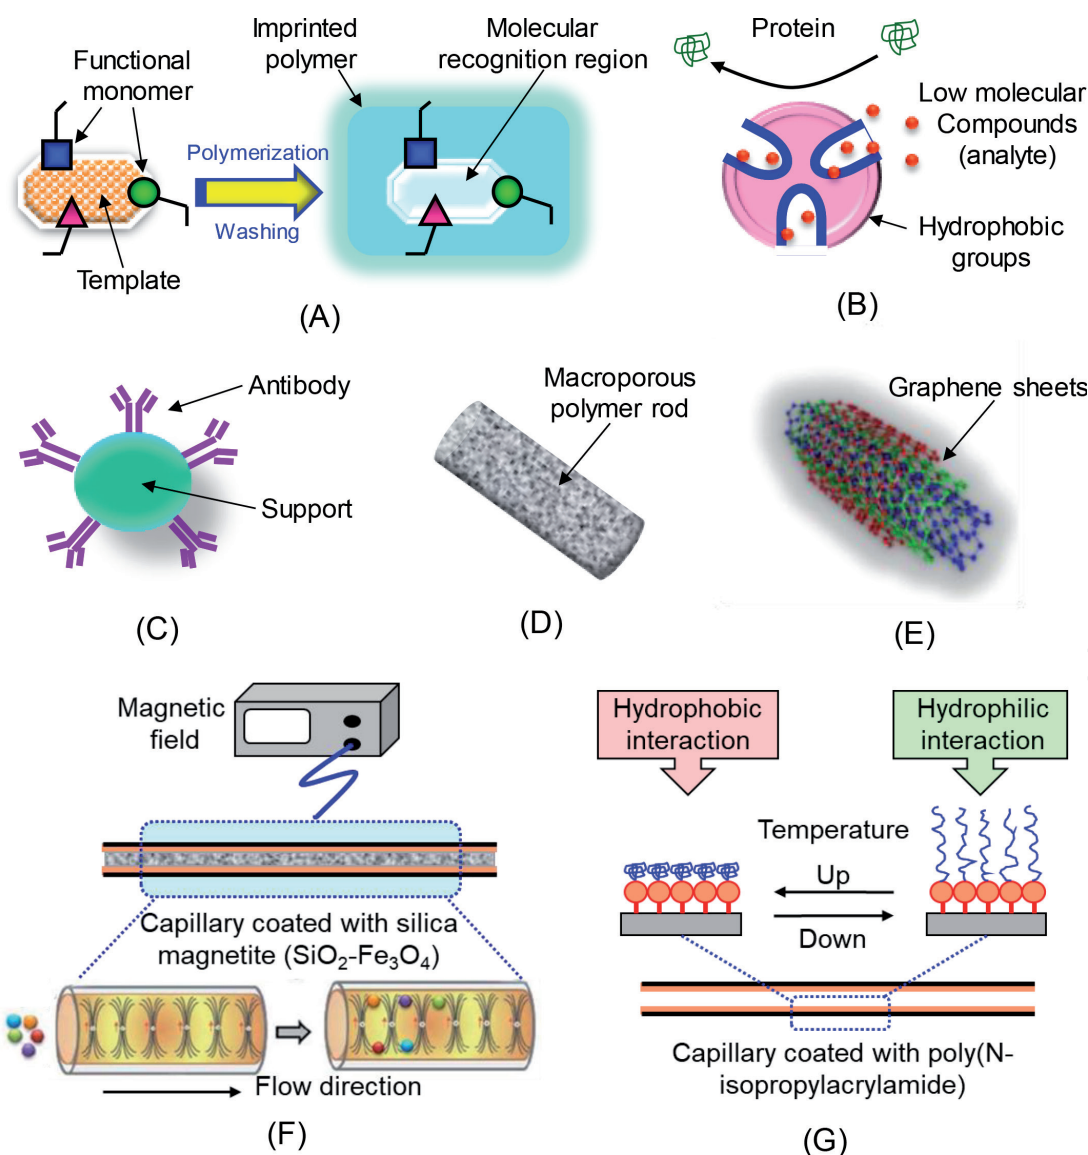 Imprinted
polymer
Molecular
recognition region
Functional
monomer
Polymerization
Washing
Template
(A)
Protein
Low molecular
Compounds
(analyte)
Hydrophobic
groups
(B)
Antibody
Support
(C)
Macroporous
polymer rod
(D)
Graphene sheets
(E)
Magnetic
field
Capillary coated with silica
magnetite (SiO₂-Fe₃O₄)
Flow direction
(F)
Hydrophobic
interaction
Hydrophilic
interaction
Temperature
Up
Down
Capillary coated with poly(N-
isopropylacrylamide)
(G)